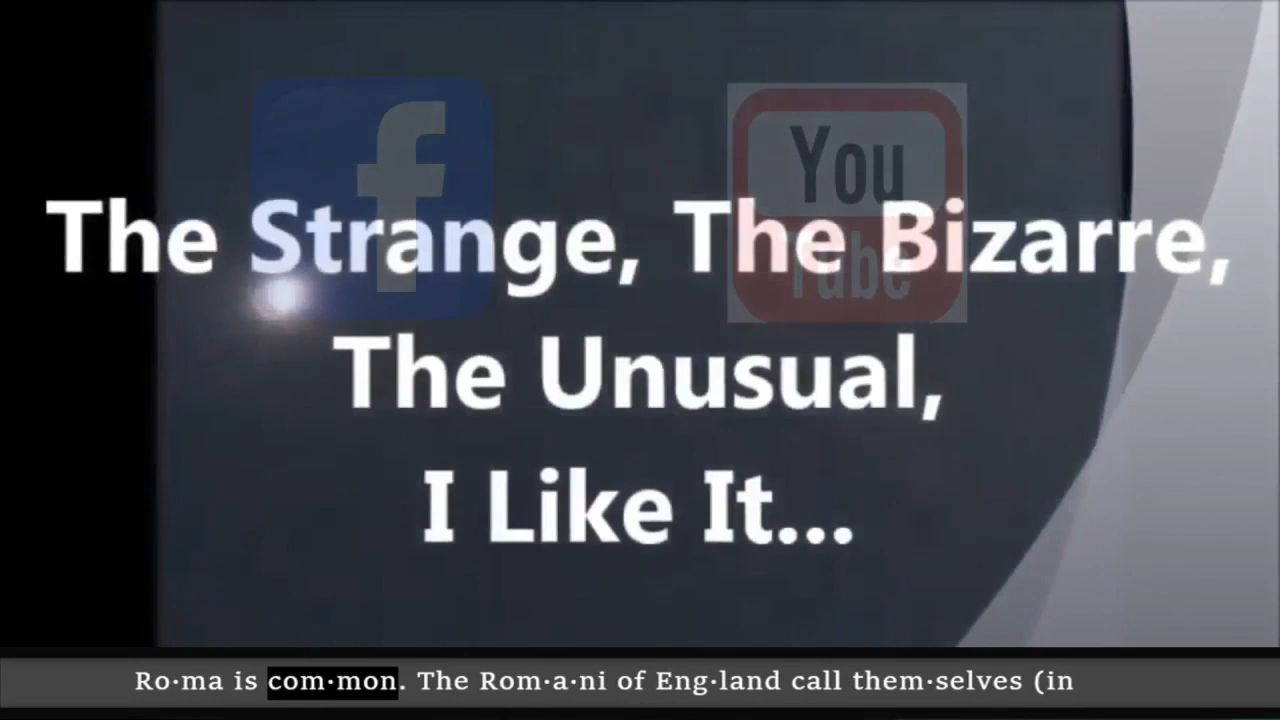 f
You
Tube
The Strange, The Bizarre,
The Unusual,
I Like It...
Ro·ma is com·mon. The Rom·a·ni of Eng·land call them·selves (in